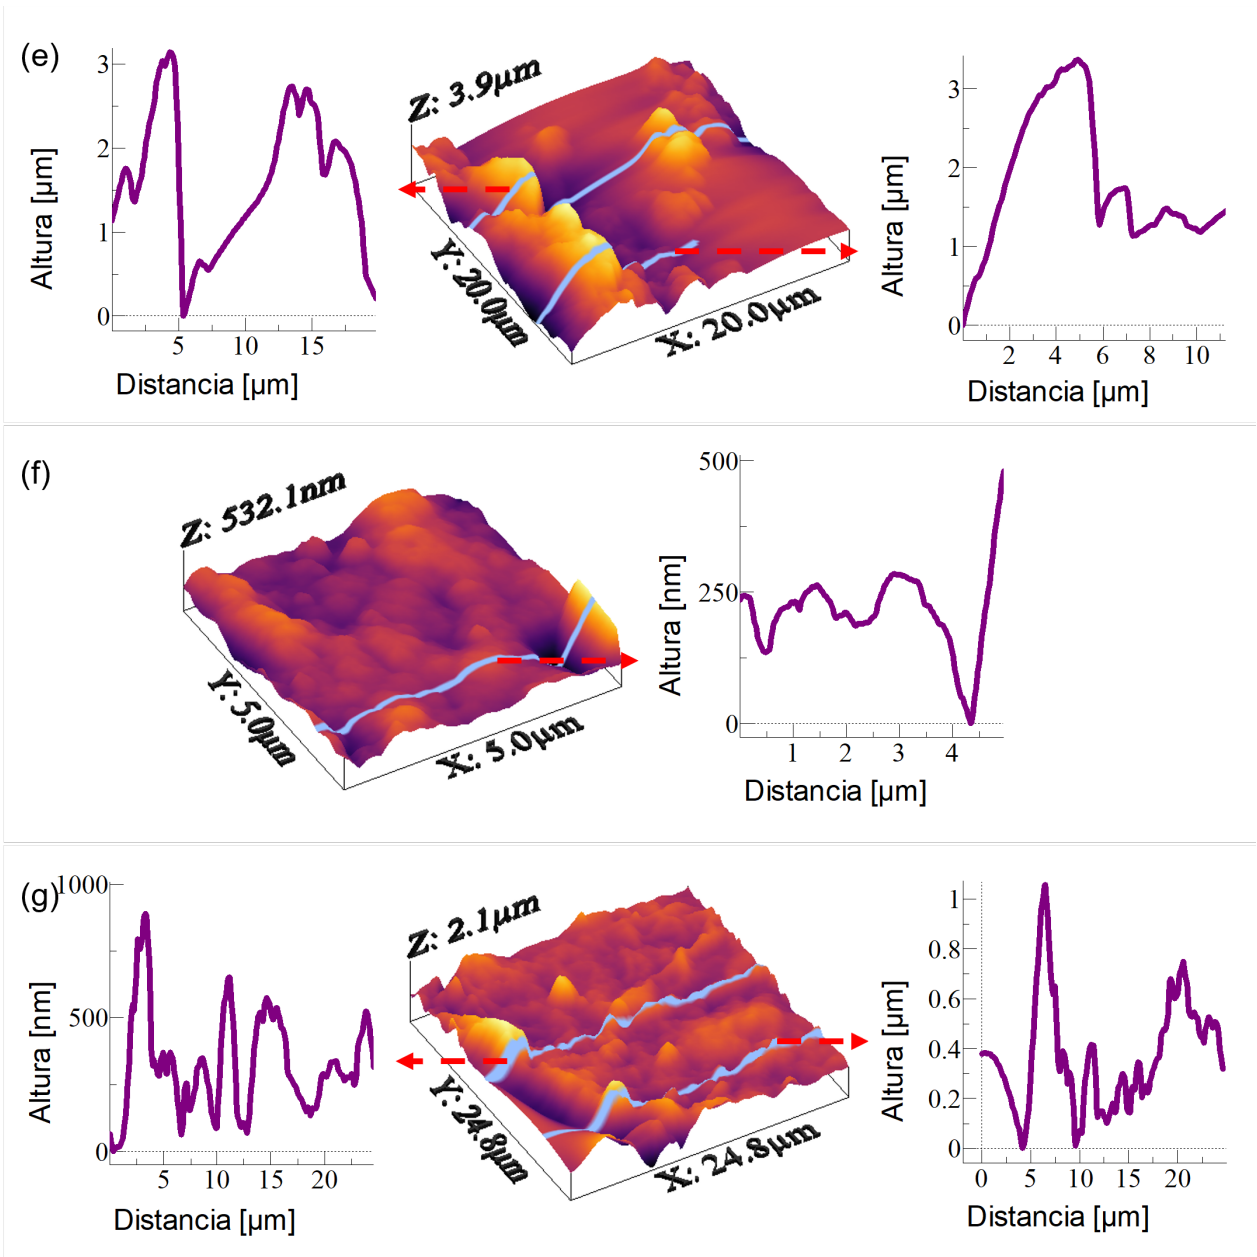 (e)
3
2
1
0
Altura [µm]
5
10
15
Distancia [µm]
Z: 3.9µm
Y: 20.0µm
X: 20.0µm
3
2
1
0
Altura [µm]
2
4
6
8
10
Distancia [µm]
(f)
Z: 532.1nm
Y: 5.0µm
X: 5.0µm
500
250
0
Altura [nm]
1
2
3
4
Distancia [µm]
(g)
1000
500
0
Altura [nm]
5
10
15
20
Distancia [µm]
Z: 2.1µm
Y: 24.8µm
X: 24.8µm
1
0.8
0.6
0.4
0.2
0
Altura [µm]
0
5
10
15
20
Distancia [µm]